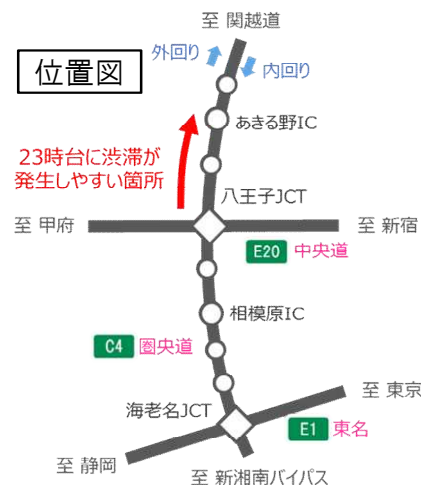 至 関越道
外回り
内回り
位置図
あきる野IC
23時台に渋滞が
発生しやすい箇所
八王子JCT
至 甲府
至 新宿
E20 中央道
相模原IC
C4 圏央道
海老名JCT
至 東京
E1 東名
至 静岡
至 新湘南バイパス